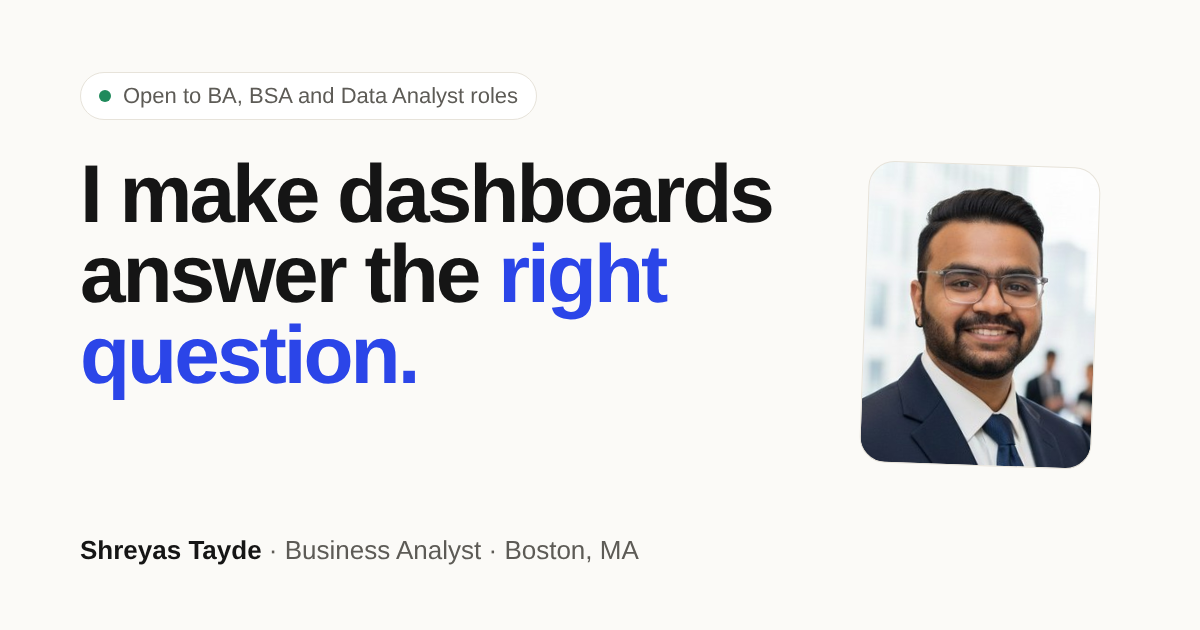 Open to BA, BSA and Data Analyst roles
I make dashboards
answer the right
question.
Shreyas Tayde · Business Analyst · Boston, MA